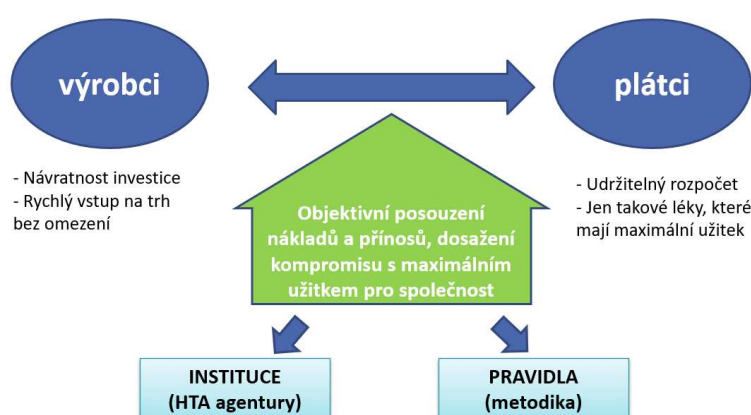 výrobci
plátci
- Návratnost investice
- Rychlý vstup na trh
bez omezení
- Udržitelný rozpočet
- Jen takové léky, které
mají maximální užitek
Objektivní posouzení
nákladů a přínosů, dosažení
kompromisu s maximálním
užitkem pro společnost
INSTITUCE
(HTA agentury)
PRAVIDLA
(metodika)